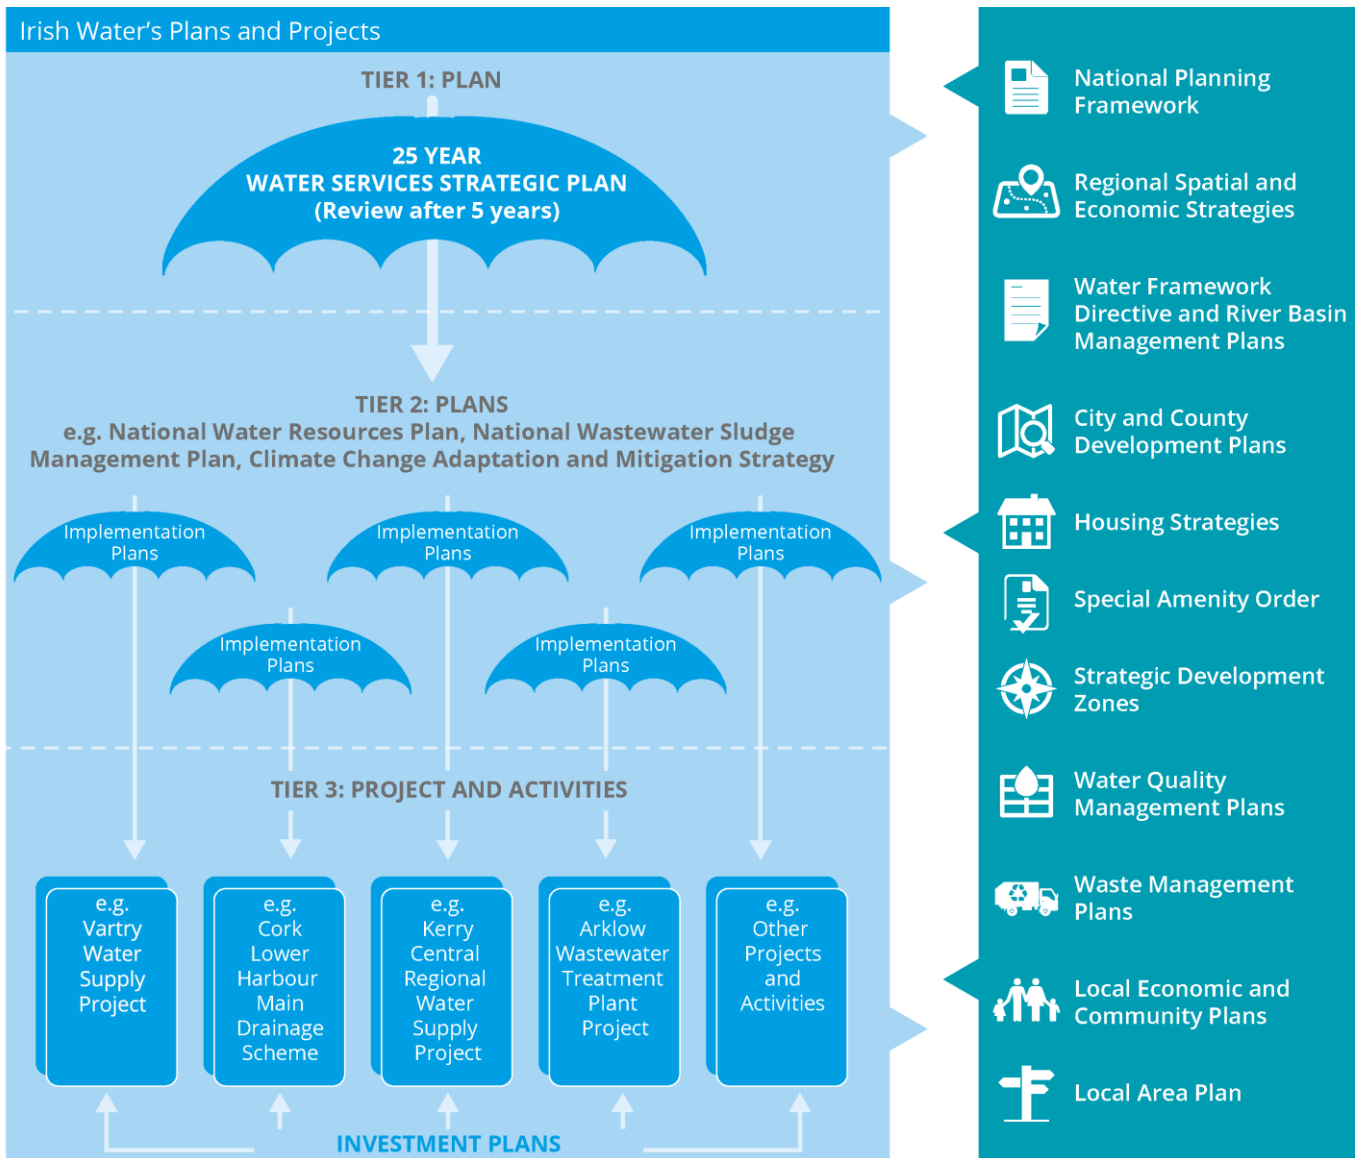 Irish Water's Plans and Projects
TIER 1: PLAN
25 YEAR
WATER SERVICES STRATEGIC PLAN
(Review after 5 years)
TIER 2: PLANS
e.g. National Water Resources Plan, National Wastewater Sludge
Management Plan, Climate Change Adaptation and Mitigation Strategy
Implementation
Plans
Implementation
Plans
Implementation
Plans
Implementation
Plans
Implementation
Plans
TIER 3: PROJECT AND ACTIVITIES
e.g.
Vartry
Water
Supply
Project
e.g.
Cork
Lower
Harbour
Main
Drainage
Scheme
e.g.
Kerry
Central
Regional
Water
Supply
Project
e.g.
Arklow
Wastewater
Treatment
Plant
Project
e.g.
Other
Projects
and
Activities
INVESTMENT PLANS
National Planning
Framework
Regional Spatial and
Economic Strategies
Water Framework
Directive and River Basin
Management Plans
City and County
Development Plans
Housing Strategies
Special Amenity Order
Strategic Development
Zones
Water Quality
Management Plans
Waste Management
Plans
Local Economic and
Community Plans
Local Area Plan